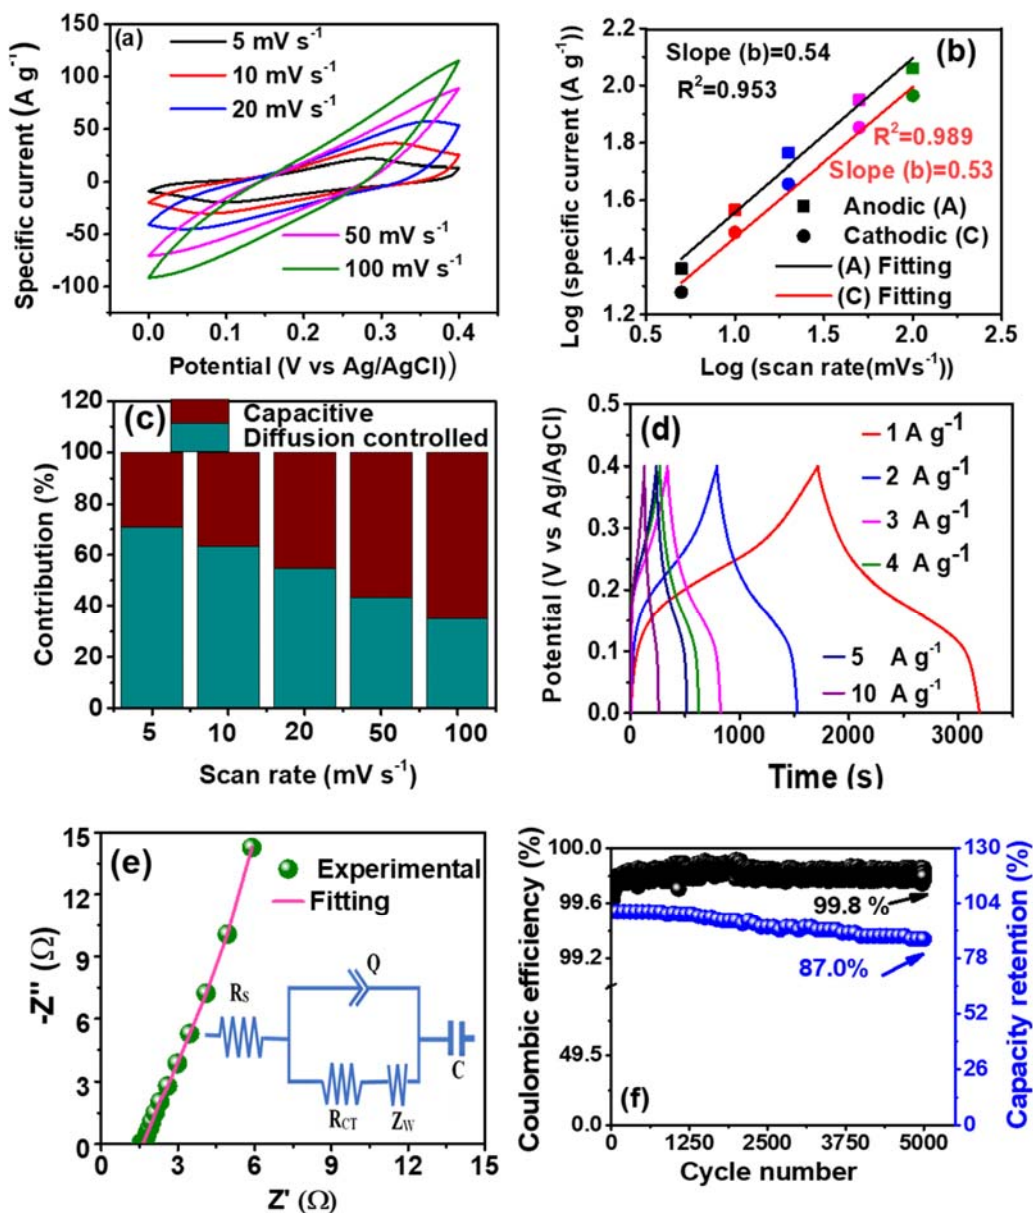 (a)
5 mV s⁻¹
10 mV s⁻¹
20 mV s⁻¹
50 mV s⁻¹
100 mV s⁻¹
Specific current (A g⁻¹)
150
100
50
0
-50
-100
0.0 0.1 0.2 0.3 0.4
Potential (V vs Ag/AgCl))
(b)
Slope (b)=0.54
R²=0.953
R²=0.989
Slope (b)=0.53
Anodic (A)
Cathodic (C)
(A) Fitting
(C) Fitting
Log (specific current (A g⁻¹))
2.2
2.0
1.8
1.6
1.4
1.2
0.5 1.0 1.5 2.0 2.5
Log (scan rate(mVs⁻¹))
(c)
Capacitive
Diffusion controlled
Contribution (%)
120
100
80
60
40
20
0
5 10 20 50 100
Scan rate (mV s⁻¹)
(d)
1 A g⁻¹
2 A g⁻¹
3 A g⁻¹
4 A g⁻¹
5 A g⁻¹
10 A g⁻¹
Potential (V vs Ag/AgCl)
0.5
0.4
0.3
0.2
0.1
0.0
0 1000 2000 3000
Time (s)
(e)
Experimental
Fitting
Q
R_S
R_CT
Z_W
C
-Z'' (Ω)
15
12
9
6
3
0
0 3 6 9 12 15
Z' (Ω)
Coulombic efficiency (%)
100.0
99.6
99.2
49.5
0.0
99.8 %
87.0%
(f)
130
104
78
52
26
0
Capacity retention (%)
0 1250 2500 3750 5000
Cycle number